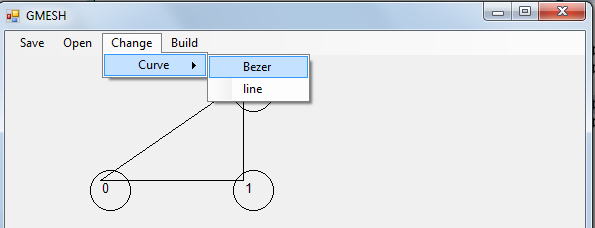 GMESH
Save Open Change Build
Curve Bezer
line
0 1